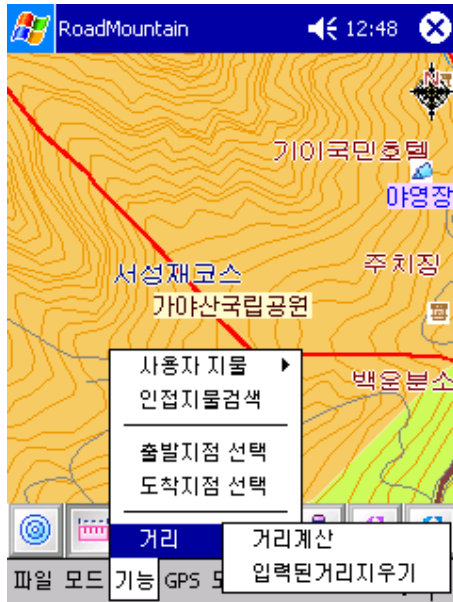 RoadMountain 12:48
N
기이국민호텔
야영장
주치장
서성재코스
가야산국립공원
백운분소
사용자 지물
인접지물검색
출발지점 선택
도착지점 선택
거리
거리계산
입력된거리지우기
파일 모드 기능 GPS